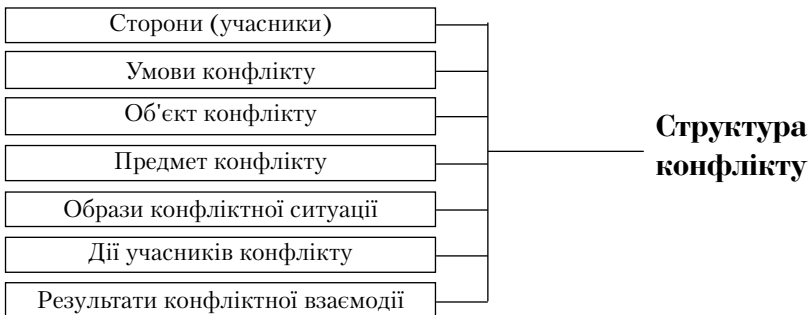 Сторони (учасники)
Умови конфлікту
Об'єкт конфлікту
Предмет конфлікту
Образи конфліктної ситуації
Дії учасників конфлікту
Результати конфліктної взаємодії
Структура
конфлікту